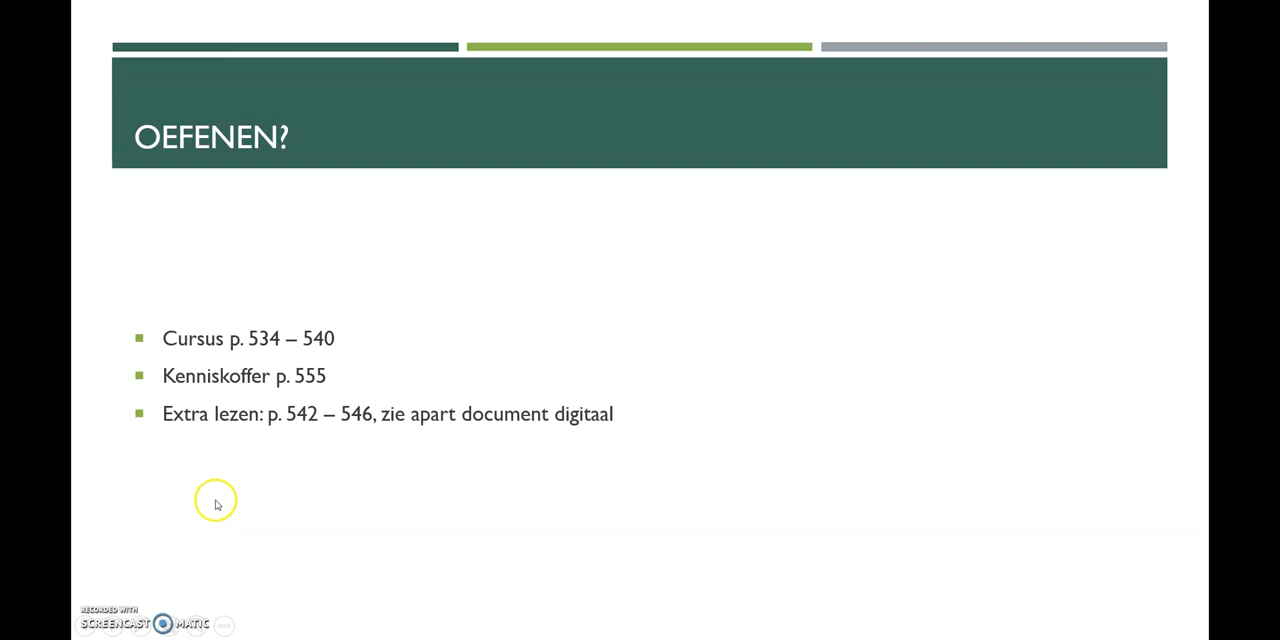 OEFENEN?
Cursus p. 534 – 540
Kenniskoffer p. 555
Extra lezen: p. 542 – 546, zie apart document digitaal
RECORDED WITH
SCREENCAST MATIC